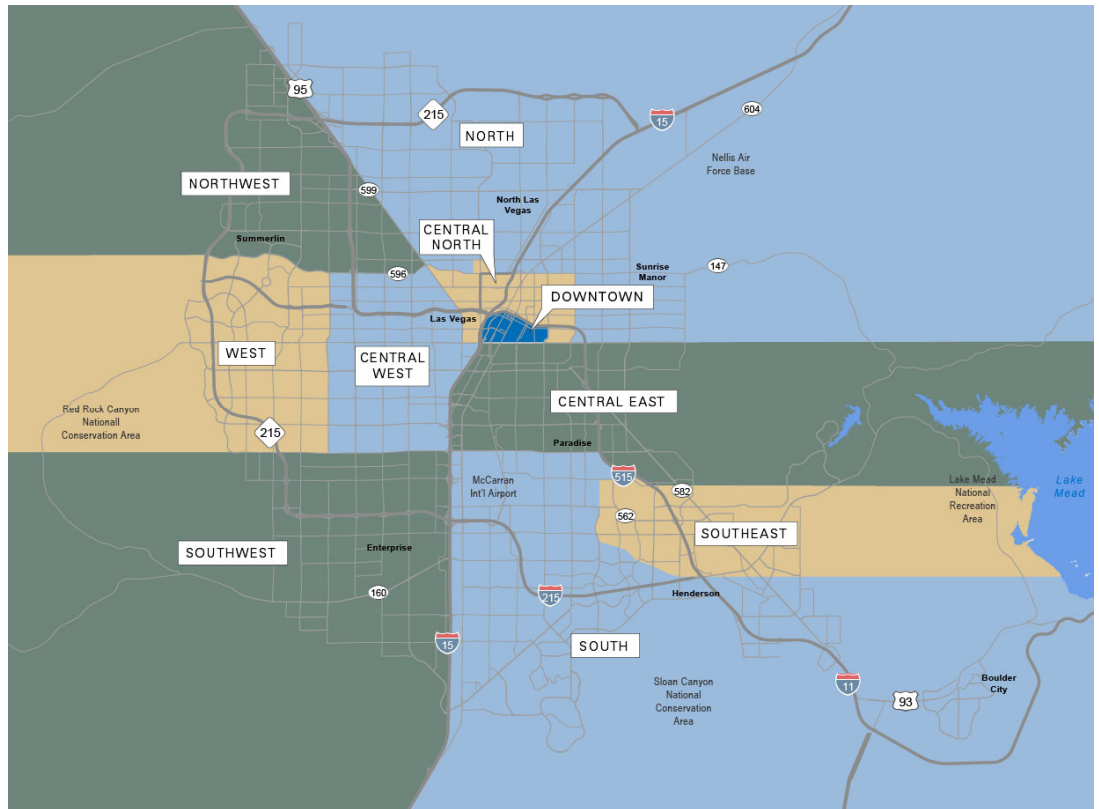 95
215
NORTH
15
604
Nellis Air
Force Base
NORTHWEST
599
North Las
Vegas
CENTRAL
NORTH
Summerlin
596
Sunrise
Manor
147
DOWNTOWN
Las Vegas
WEST
CENTRAL
WEST
CENTRAL EAST
Red Rock Canyon
Nationall
Conservation Area
215
Paradise
McCarran
Int'l Airport
515
582
Lake Mead
National
Recreation
Area
Lake
Mead
562
SOUTHEAST
SOUTHWEST
Enterprise
160
215
Henderson
15
SOUTH
Sloan Canyon
National
Conservation
Area
11
93
Boulder
City